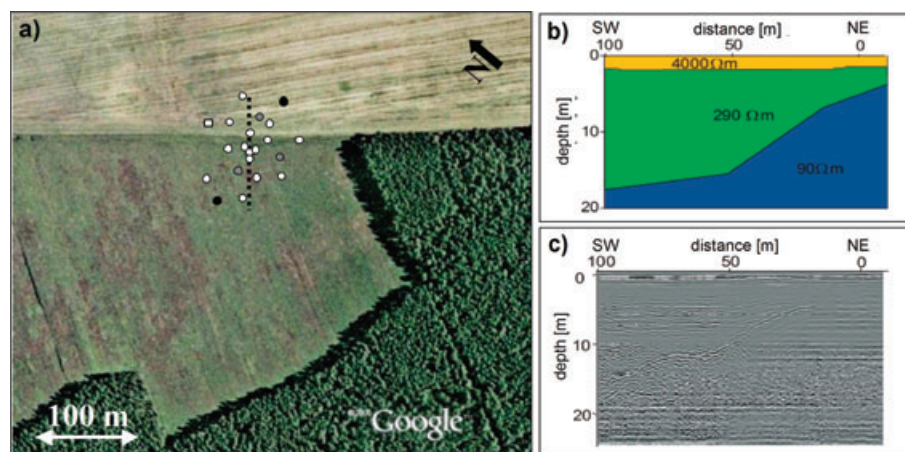 a)
N
100 m
Google
b)
SW distance [m] NE
100 50 0
0
4000Ωm
290 Ωm
10
90Ωm
20
depth [m]
c)
SW distance [m] NE
100 50 0
0
10
20
depth [m]